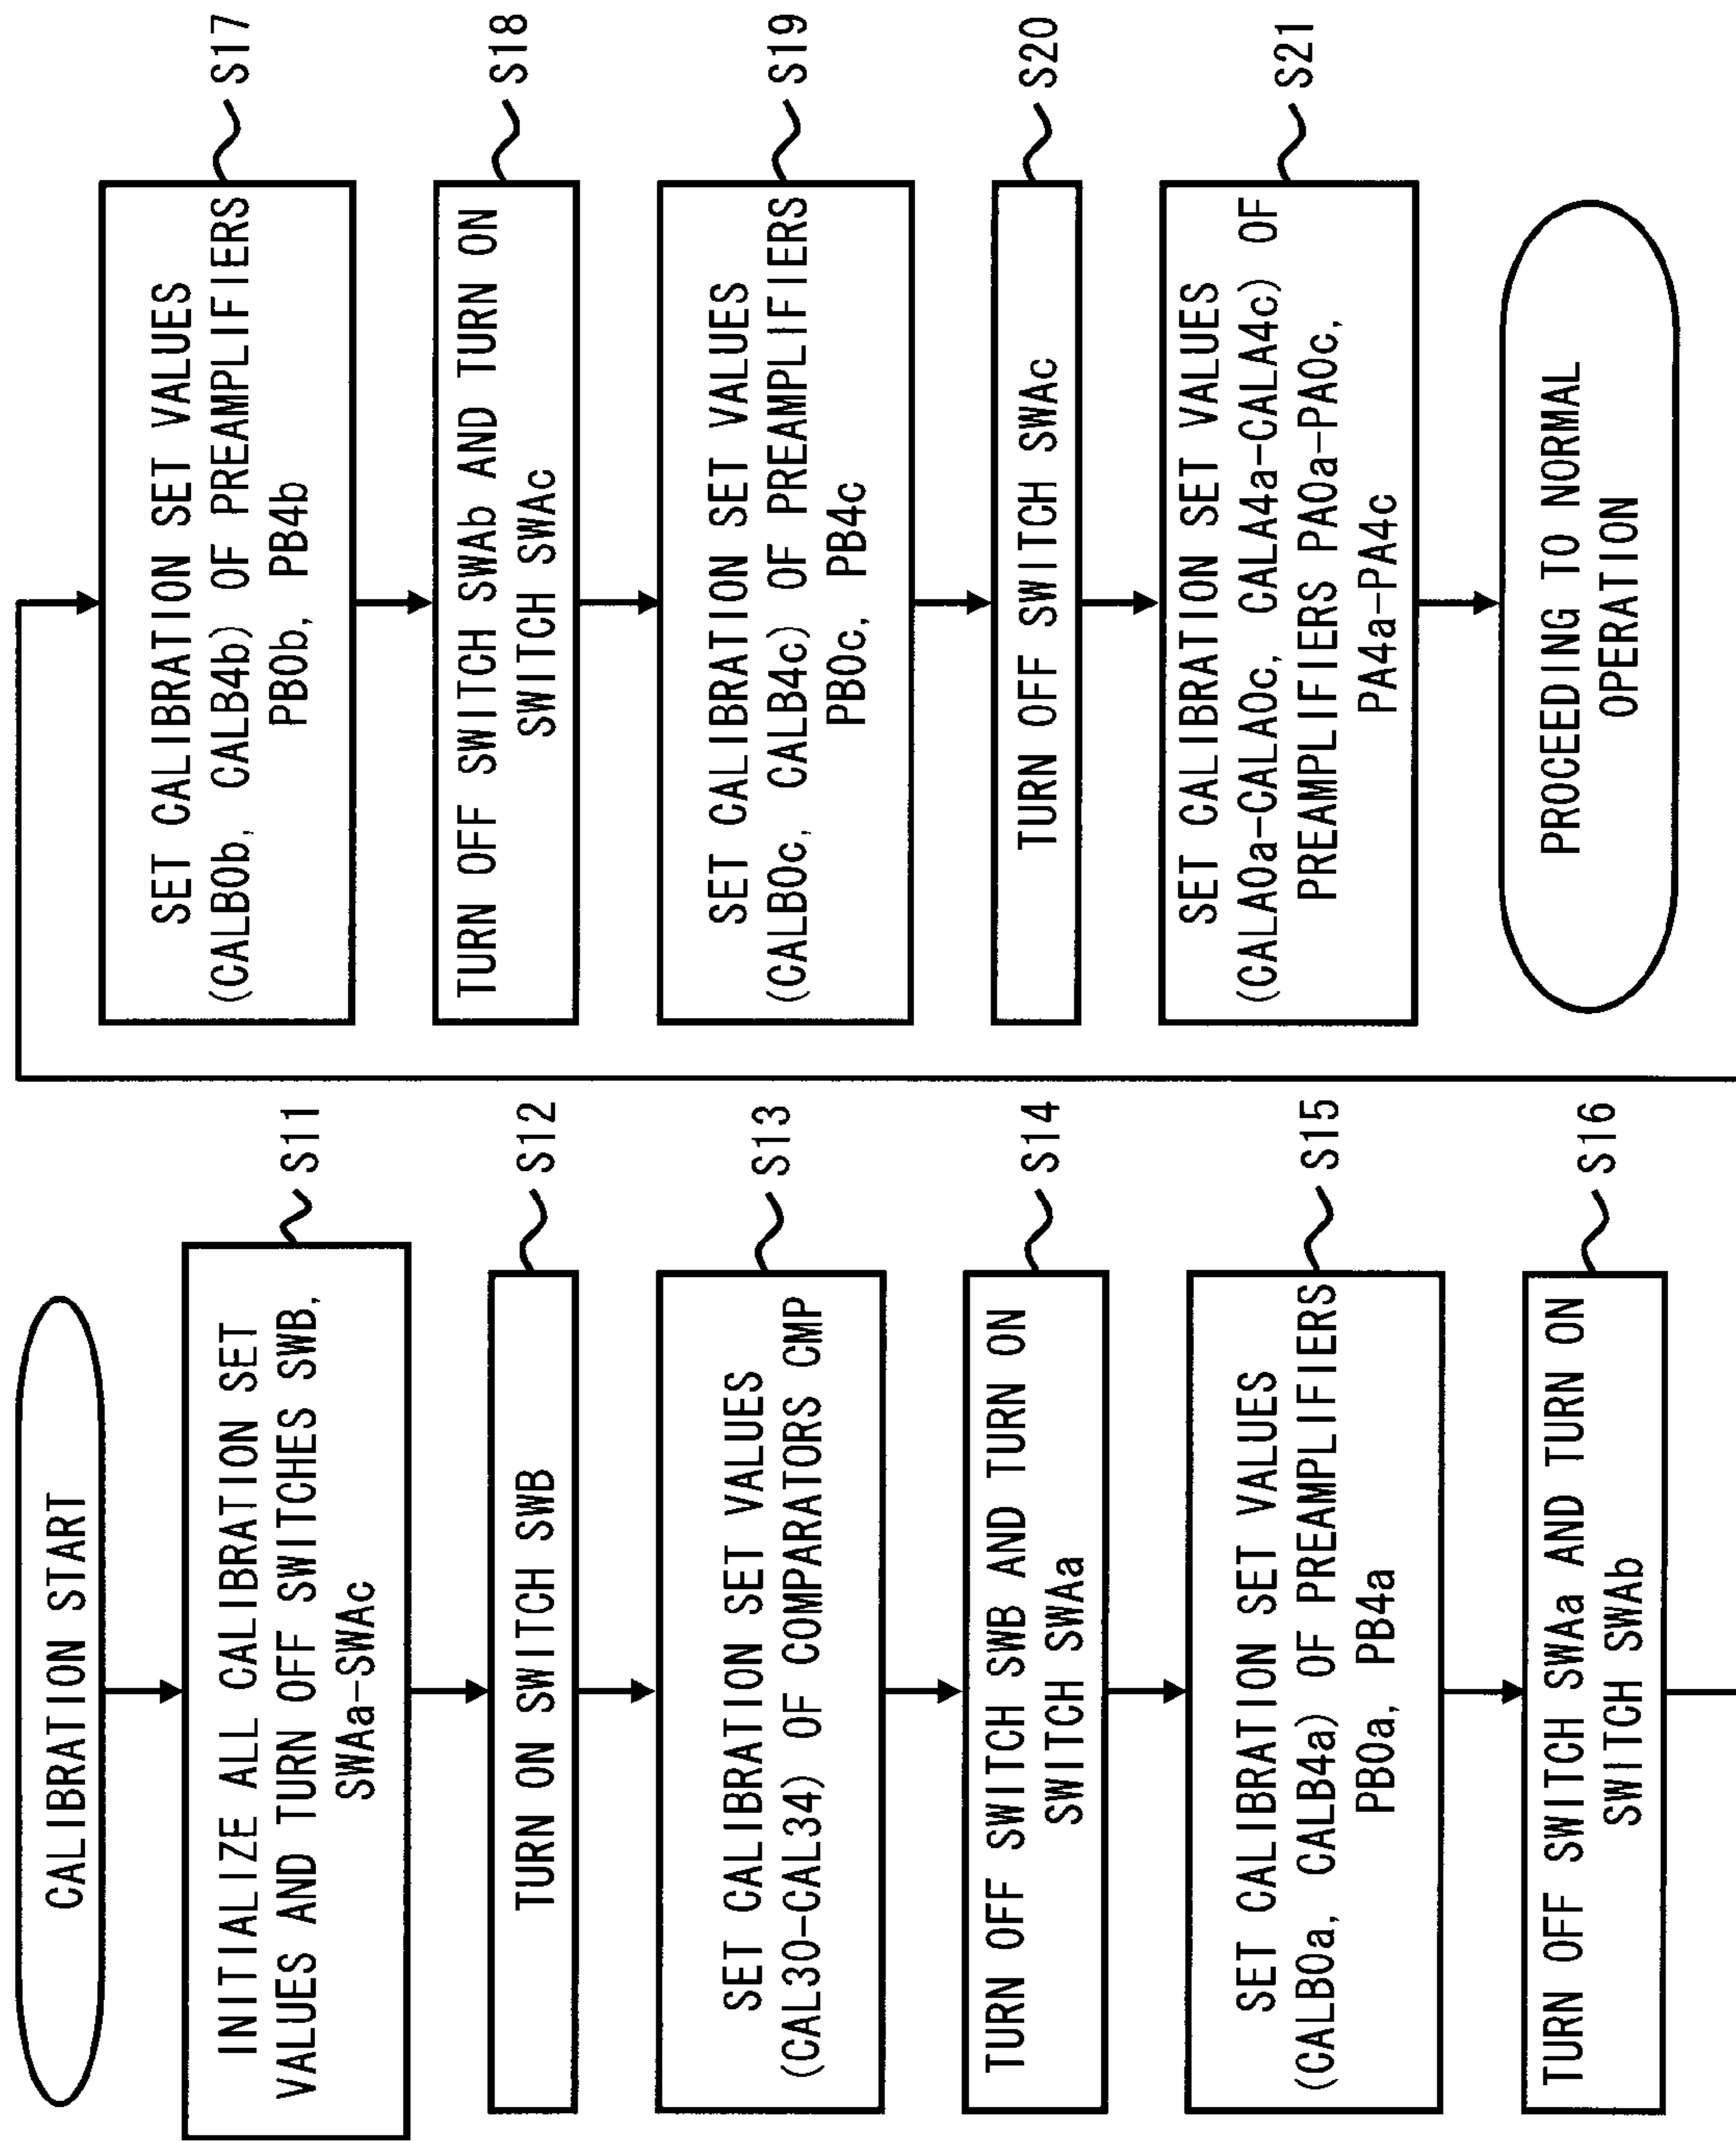 CALIBRATION START
INITIALIZE ALL CALIBRATION SET
VALUES AND TURN OFF SWITCHES SWB,
SWAa-SWAc
S11
TURN ON SWITCH SWB
S12
SET CALIBRATION SET VALUES
(CAL30-CAL34) OF COMPARATORS CMP
S13
TURN OFF SWITCH SWB AND TURN ON
SWITCH SWAa
S14
SET CALIBRATION SET VALUES
(CALB0a, CALB4a) OF PREAMPLIFIERS
PB0a, PB4a
S15
TURN OFF SWITCH SWAa AND TURN ON
SWITCH SWAb
S16
SET CALIBRATION SET VALUES
(CALB0b, CALB4b) OF PREAMPLIFIERS
PB0b, PB4b
S17
TURN OFF SWITCH SWAb AND TURN ON
SWITCH SWAc
S18
SET CALIBRATION SET VALUES
(CALB0c, CALB4c) OF PREAMPLIFIERS
PB0c, PB4c
S19
TURN OFF SWITCH SWAc
S20
SET CALIBRATION SET VALUES
(CALA0a-CALA0c, CALA4a-CALA4c) OF
PREAMPLIFIERS PA0a-PA0c,
PA4a-PA4c
S21
PROCEEDING TO NORMAL
OPERATION